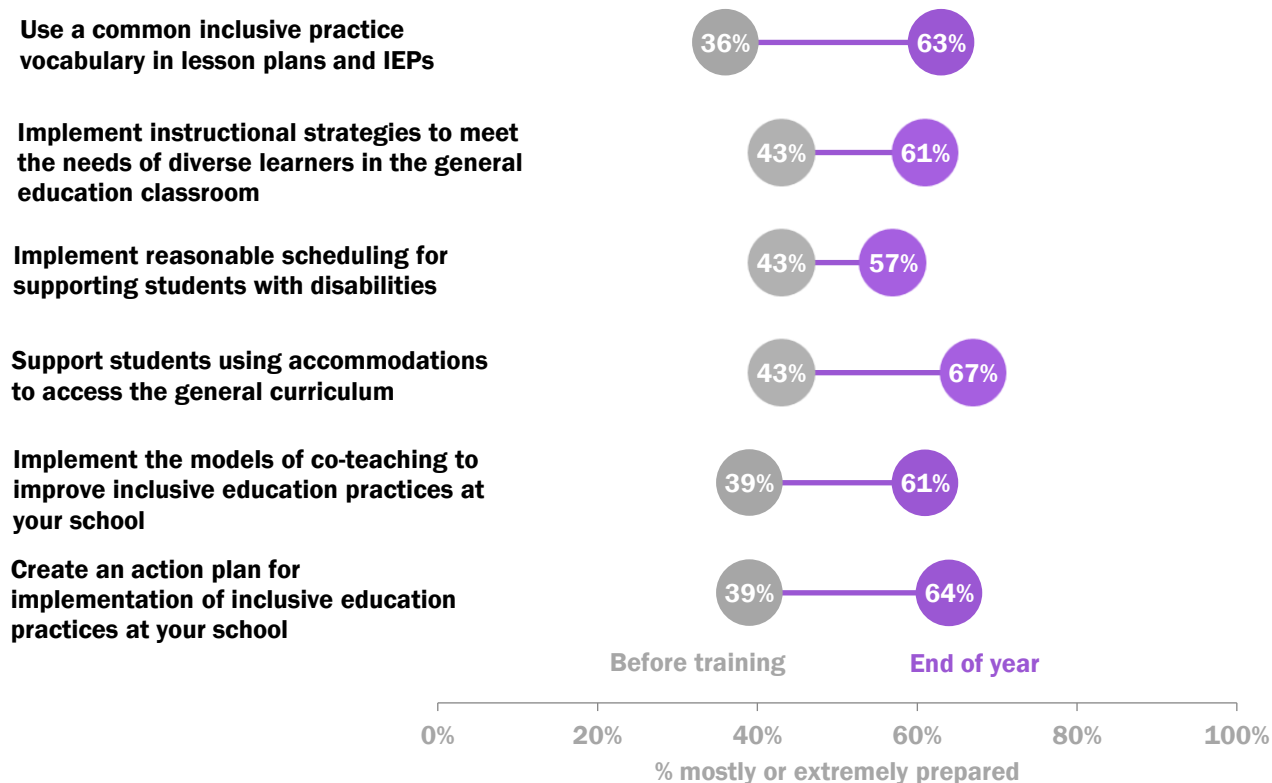 Use a common inclusive practice
vocabulary in lesson plans and IEPs
36%
63%
Implement instructional strategies to meet
the needs of diverse learners in the general
education classroom
43%
61%
Implement reasonable scheduling for
supporting students with disabilities
43%
57%
Support students using accommodations
to access the general curriculum
43%
67%
Implement the models of co-teaching to
improve inclusive education practices at
your school
39%
61%
Create an action plan for
implementation of inclusive education
practices at your school
39%
64%
Before training
End of year
0%
20%
40%
60%
80%
100%
% mostly or extremely prepared